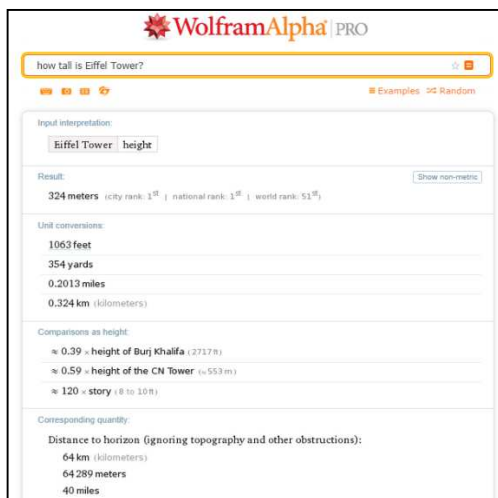 WolframAlpha PRO
how tall is Eiffel Tower?
Examples Random
Input interpretation:
Eiffel Tower height
Result:
Show non-metric
324 meters (city rank: 1st | national rank: 1st | world rank: 51st)
Unit conversions:
1063 feet
354 yards
0.2013 miles
0.324 km (kilometers)
Comparisons as height:
≈ 0.39 × height of Burj Khalifa (2717 ft)
≈ 0.59 × height of the CN Tower (≈ 553 m)
≈ 120 × story (8 to 10 ft)
Corresponding quantity:
Distance to horizon (ignoring topography and other obstructions):
64 km (kilometers)
64 289 meters
40 miles